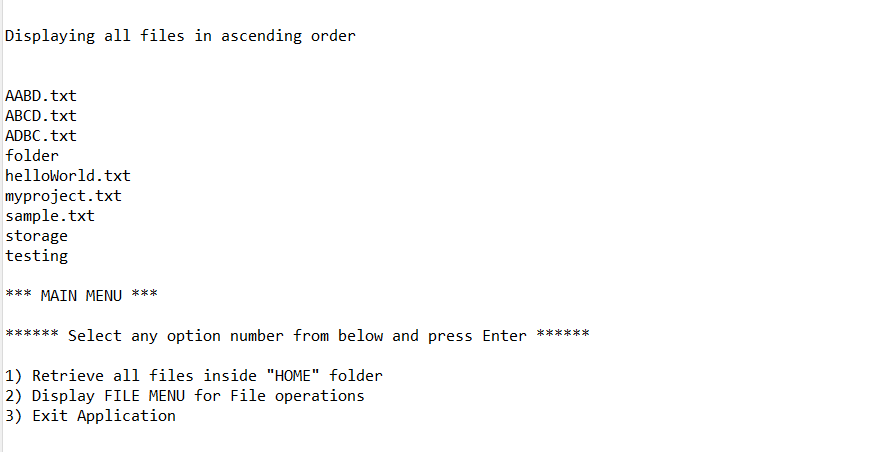 Displaying all files in ascending order
AABD.txt
ABCD.txt
ADBC.txt
folder
helloWorld.txt
myproject.txt
sample.txt
storage
testing
*** MAIN MENU ***
****** Select any option number from below and press Enter ******
1) Retrieve all files inside "HOME" folder
2) Display FILE MENU for File operations
3) Exit Application